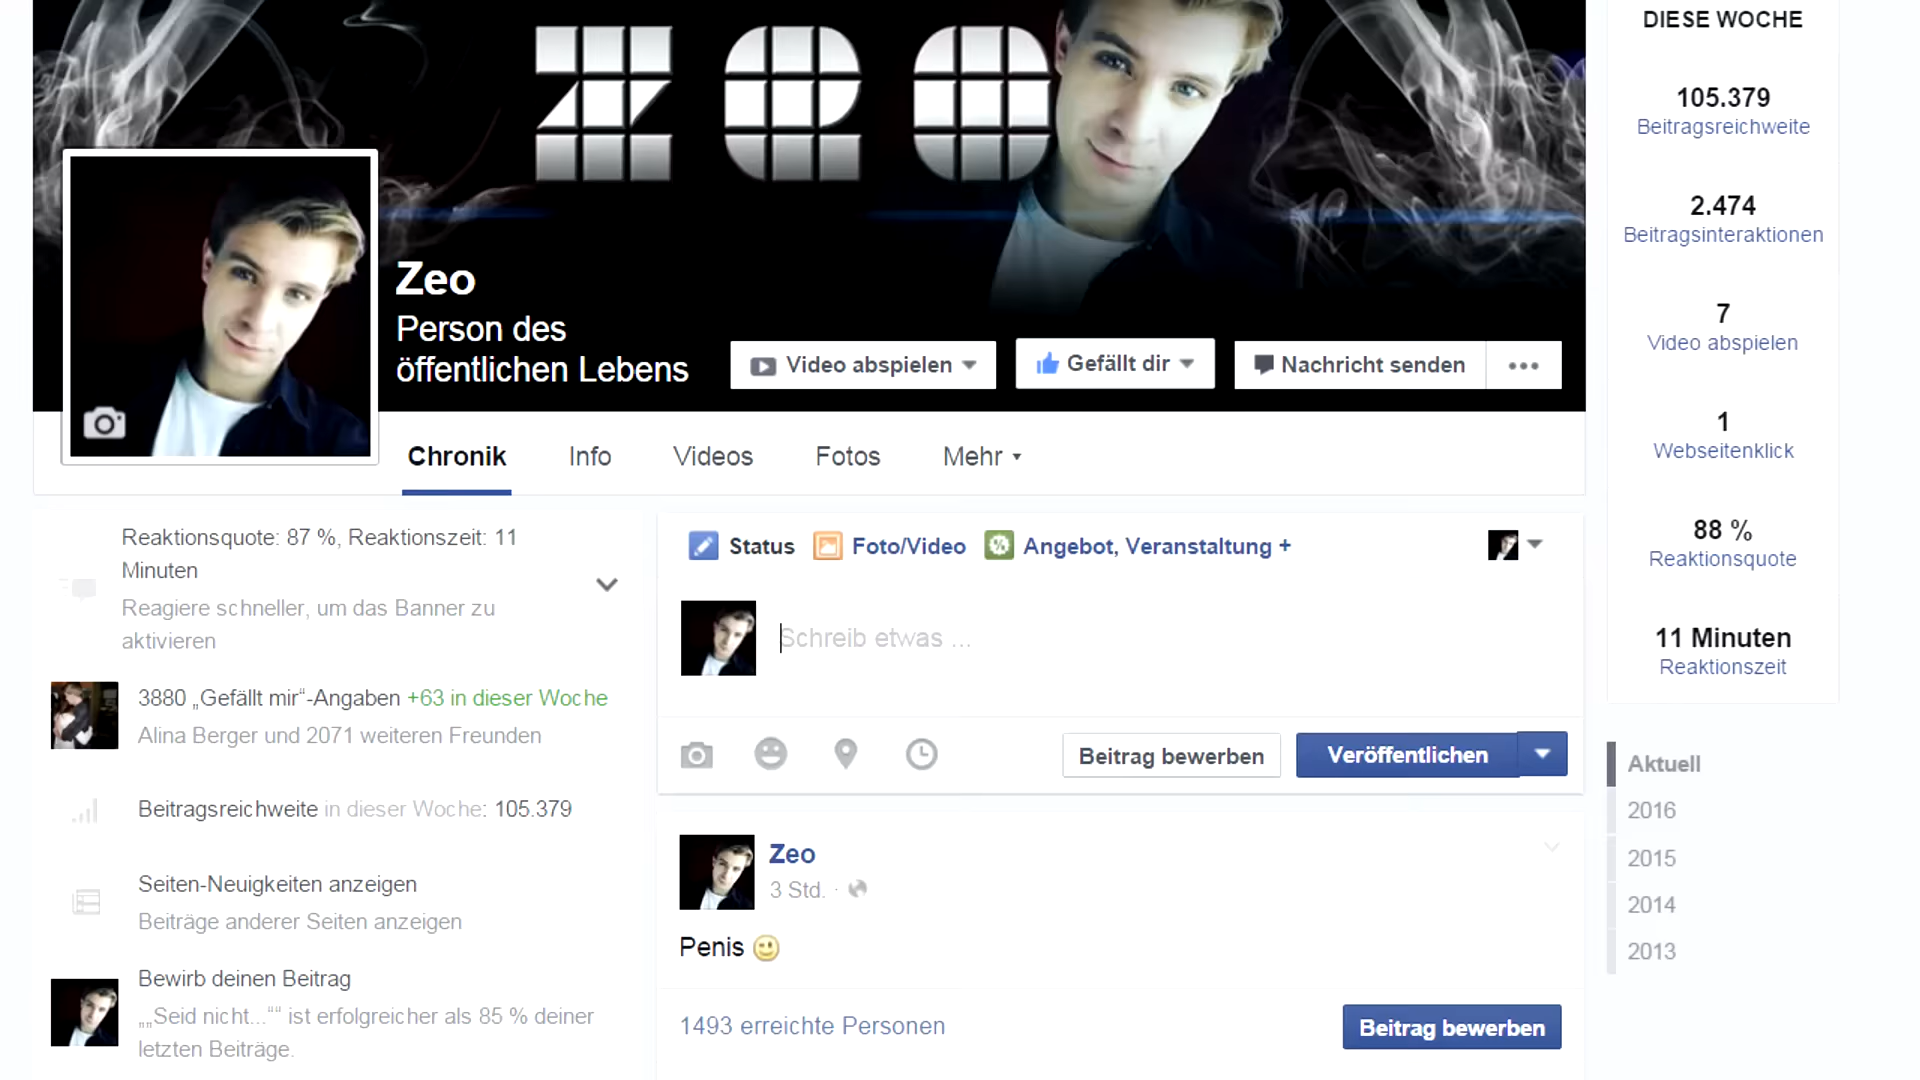 zeo
Zeo
Person des
öffentlichen Lebens
Video abspielen
Gefällt dir
Nachricht senden
Chronik
Info
Videos
Fotos
Mehr
Reaktionsquote: 87 %, Reaktionszeit: 11
Minuten
Reagiere schneller, um das Banner zu
aktivieren
3880 „Gefällt mir“-Angaben +63 in dieser Woche
Alina Berger und 2071 weiteren Freunden
Beitragsreichweite in dieser Woche: 105.379
Seiten-Neuigkeiten anzeigen
Beiträge anderer Seiten anzeigen
Bewirb deinen Beitrag
„„Seid nicht...““ ist erfolgreicher als 85 % deiner
letzten Beiträge.
Status
Foto/Video
Angebot, Veranstaltung +
Schreib etwas ...
Beitrag bewerben
Veröffentlichen
Zeo
3 Std. ·
Penis
1493 erreichte Personen
Beitrag bewerben
DIESE WOCHE
105.379
Beitragsreichweite
2.474
Beitragsinteraktionen
7
Video abspielen
1
Webseitenklick
88 %
Reaktionsquote
11 Minuten
Reaktionszeit
Aktuell
2016
2015
2014
2013